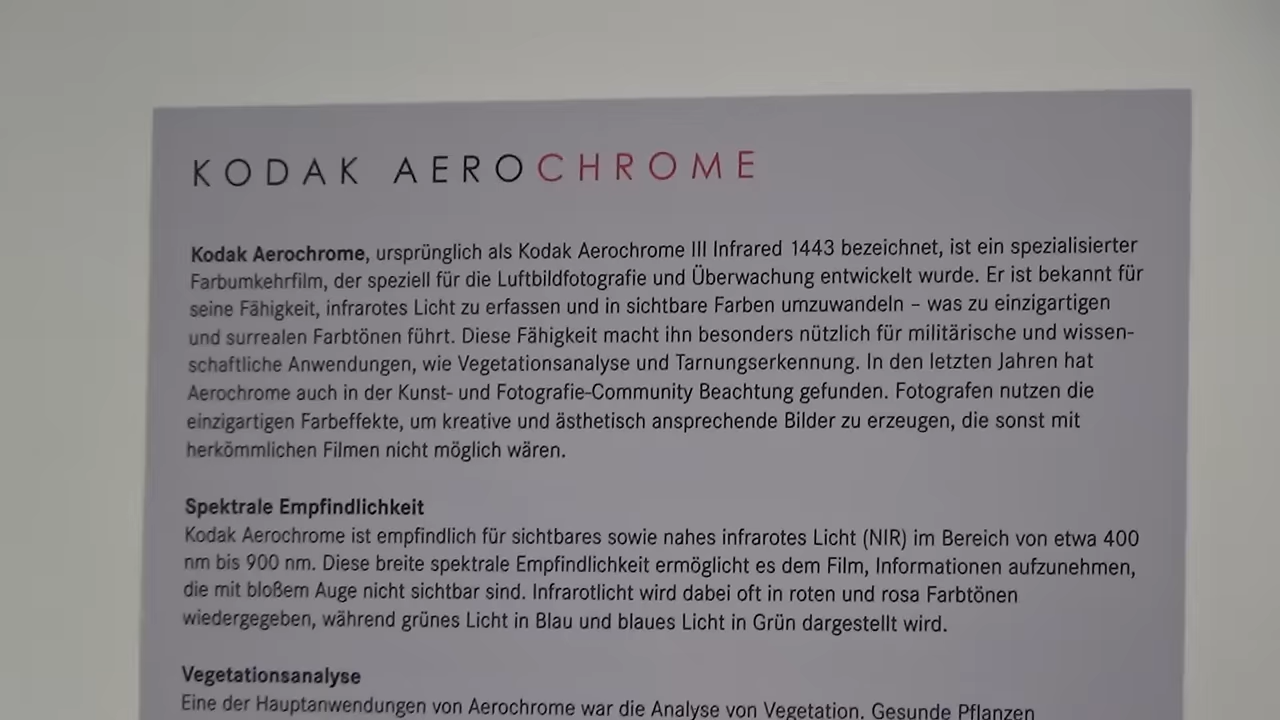 KODAK AEROCHROME
Kodak Aerochrome, ursprünglich als Kodak Aerochrome III Infrared 1443 bezeichnet, ist ein spezialisierter
Farbumkehrfilm, der speziell für die Luftbildfotografie und Überwachung entwickelt wurde. Er ist bekannt für
seine Fähigkeit, infrarotes Licht zu erfassen und in sichtbare Farben umzuwandeln – was zu einzigartigen
und surrealen Farbtönen führt. Diese Fähigkeit macht ihn besonders nützlich für militärische und wissen-
schaftliche Anwendungen, wie Vegetationsanalyse und Tarnungserkennung. In den letzten Jahren hat
Aerochrome auch in der Kunst- und Fotografie-Community Beachtung gefunden. Fotografen nutzen die
einzigartigen Farbeffekte, um kreative und ästhetisch ansprechende Bilder zu erzeugen, die sonst mit
herkömmlichen Filmen nicht möglich wären.
Spektrale Empfindlichkeit
Kodak Aerochrome ist empfindlich für sichtbares sowie nahes infrarotes Licht (NIR) im Bereich von etwa 400
nm bis 900 nm. Diese breite spektrale Empfindlichkeit ermöglicht es dem Film, Informationen aufzunehmen,
die mit bloßem Auge nicht sichtbar sind. Infrarotlicht wird dabei oft in roten und rosa Farbtönen
wiedergegeben, während grünes Licht in Blau und blaues Licht in Grün dargestellt wird.
Vegetationsanalyse
Eine der Hauptanwendungen von Aerochrome war die Analyse von Vegetation. Gesunde Pflanzen